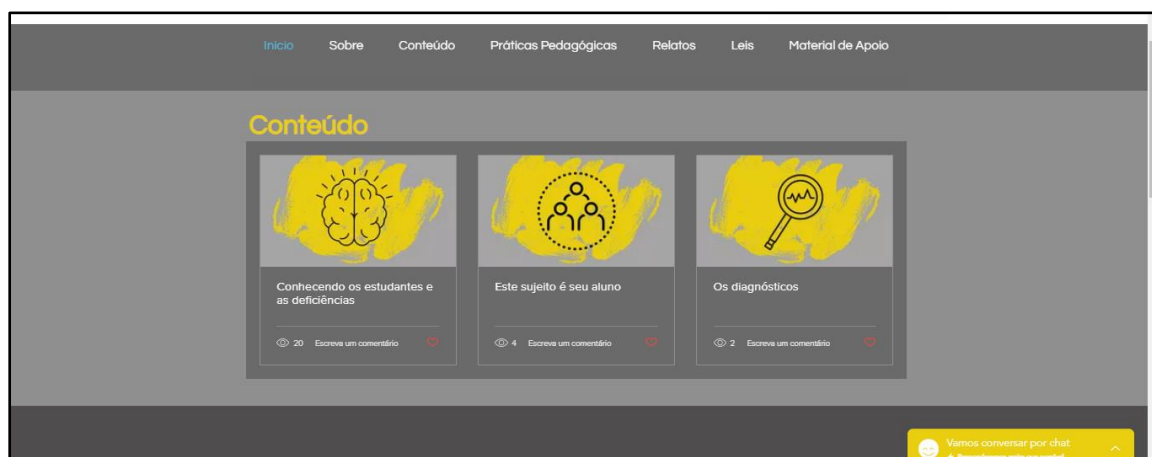 Inicio Sobre Conteúdo Práticas Pedagógicas Relatos Leis Material de Apoio
Conteúdo
Conhecendo os estudantes e
as deficiências
20 Escreva um comentário
Este sujeito é seu aluno
4 Escreva um comentário
Os diagnósticos
2 Escreva um comentário
Vamos conversar por chat